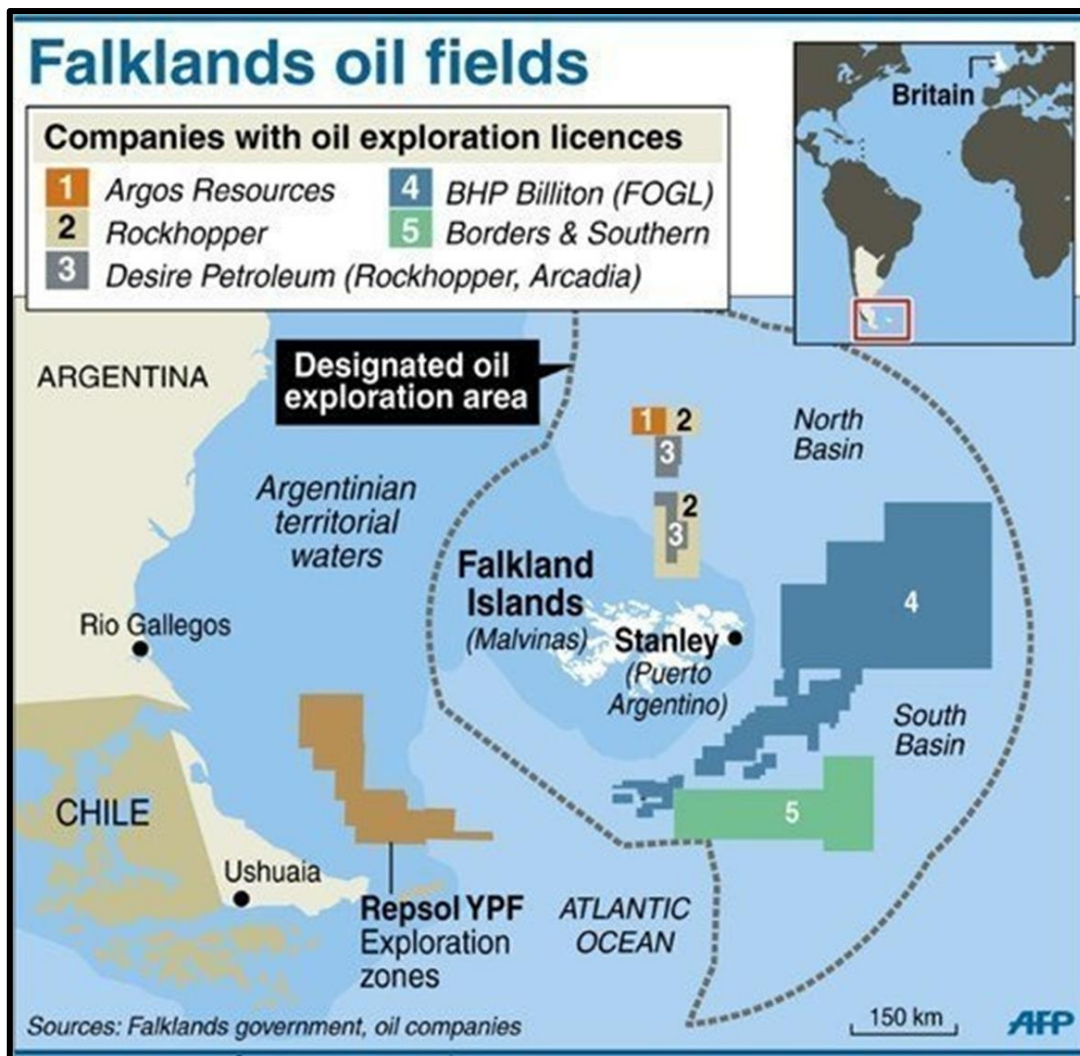 Falklands oil fields
Companies with oil exploration licences
1 Argos Resources
2 Rockhopper
3 Desire Petroleum (Rockhopper, Arcadia)
4 BHP Billiton (FOGL)
5 Borders & Southern
Britain
ARGENTINA
Designated oil
exploration area
North
Basin
1 2
3
2
3
Argentinian
territorial
waters
Falkland
Islands
(Malvinas)
Stanley
(Puerto
Argentino)
4
Rio Gallegos
South
Basin
CHILE
5
Ushuaia
Repsol YPF
Exploration
zones
ATLANTIC
OCEAN
Sources: Falklands government, oil companies
150 km
AFP